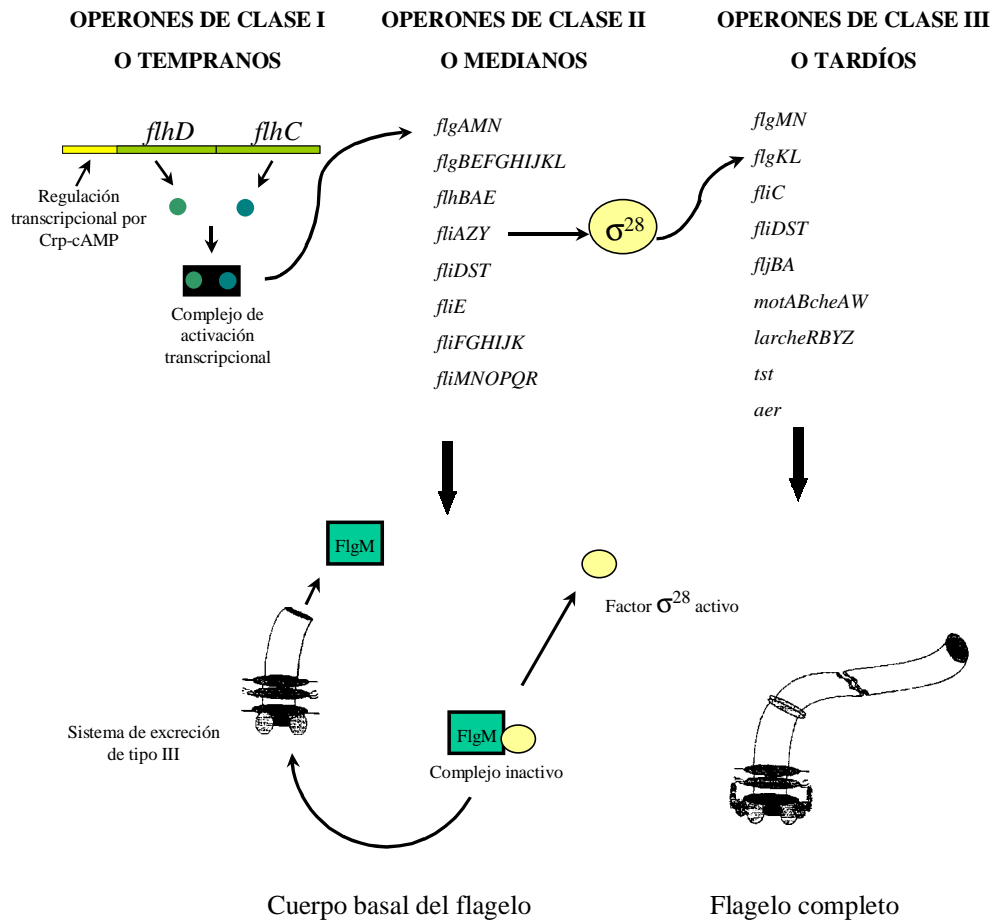 OPERONES DE CLASE I
O TEMPRANOS
OPERONES DE CLASE II
O MEDIANOS
OPERONES DE CLASE III
O TARDÍOS
flhD
flhC
Regulación
transcripcional por
Crp-cAMP
Complejo de
activación
transcripcional
flgAMN
flgBEFGHIJKL
flhBAE
fliAZY
fliDST
fliE
fliFGHIJK
fliMNOPQR
σ28
flgMN
flgKL
fliC
fliDST
fljBA
motABcheAW
larcheRBYZ
tst
aer
FlgM
Factor σ28 activo
Sistema de excreción
de tipo III
FlgM
Complejo inactivo
Cuerpo basal del flagelo
Flagelo completo